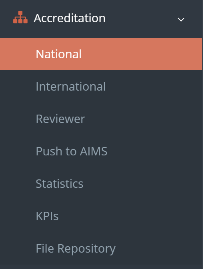 Accreditation
National
International
Reviewer
Push to AIMS
Statistics
KPIs
File Repository